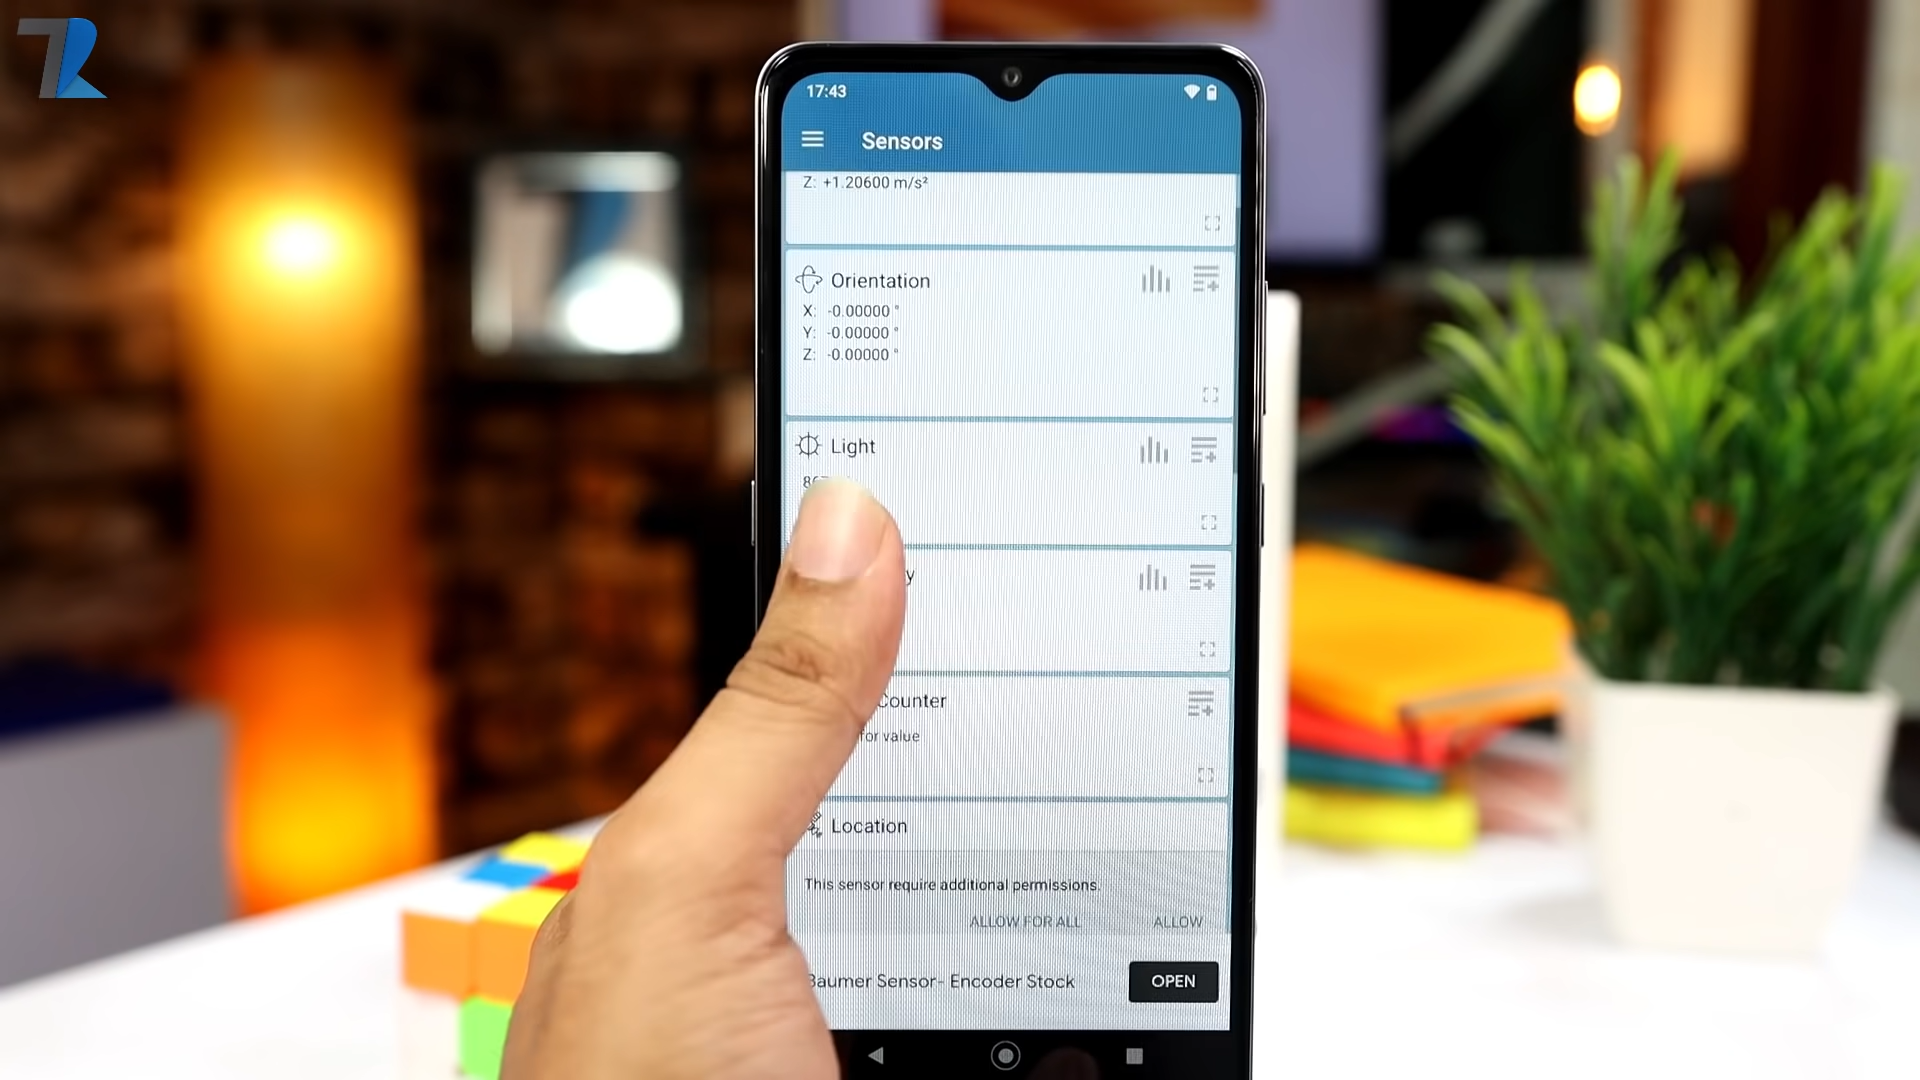 17:43
Sensors
Z: +1.20600 m/s²
Orientation
X: -0.00000 °
Y: -0.00000 °
Z: -0.00000 °
Light
Counter
for value
Location
This sensor require additional permissions.
ALLOW FOR ALL ALLOW
Baumer Sensor- Encoder Stock
OPEN